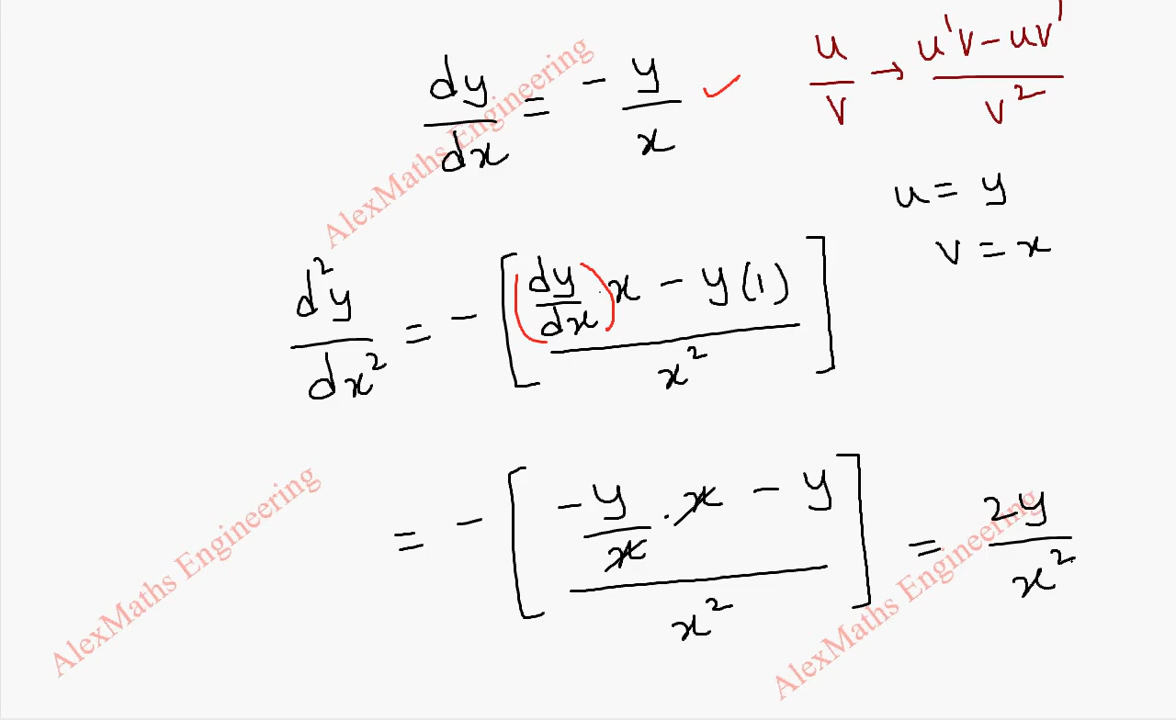 dy/dx = - y/x ✓
u/v → (u'v - uv')/v²
u = y
v = x
d²y/dx² = - [ ((dy/dx)·x - y(1))/x² ]
= - [ (-y/x · x - y)/x² ] = 2y/x²
AlexMaths Engineering
AlexMaths Engineering
AlexMaths Engineering